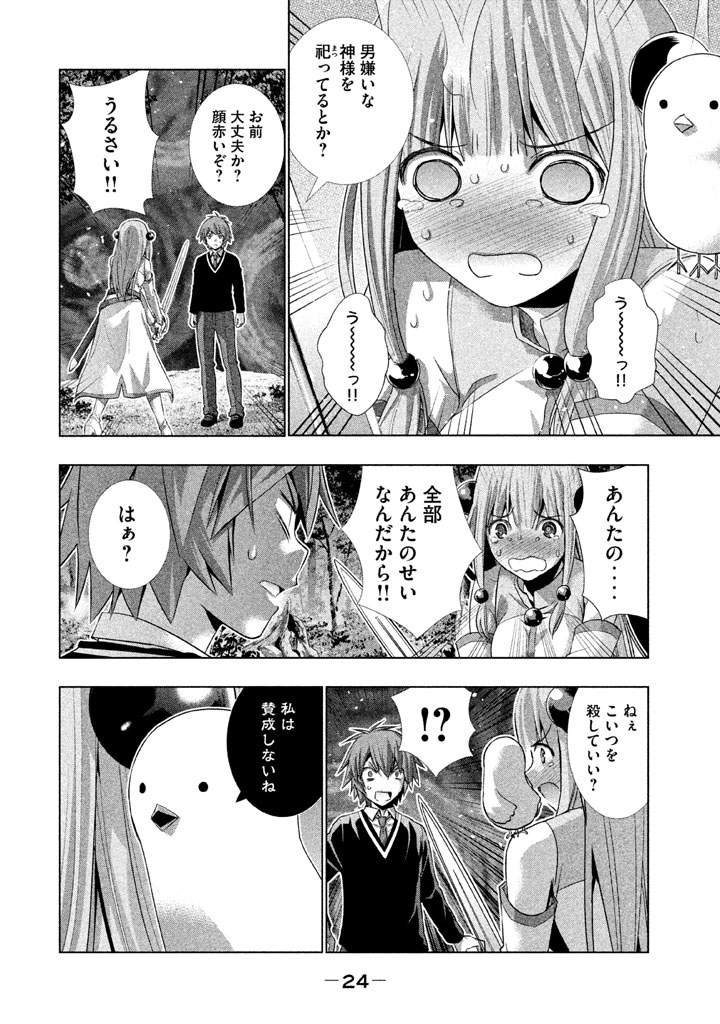 男嫌いな
神様を
祀ってるとか？
まつ
う～～～～っ!!
う～～～～っ!!
お前
大丈夫か？
顔赤いぞ？
うるさい!!
あんたの‥‥
全部
あんたのせい
なんだから!!
はぁ？
ねぇ
こいつを
殺していい？
!?
私は
賛成しないね
－24－